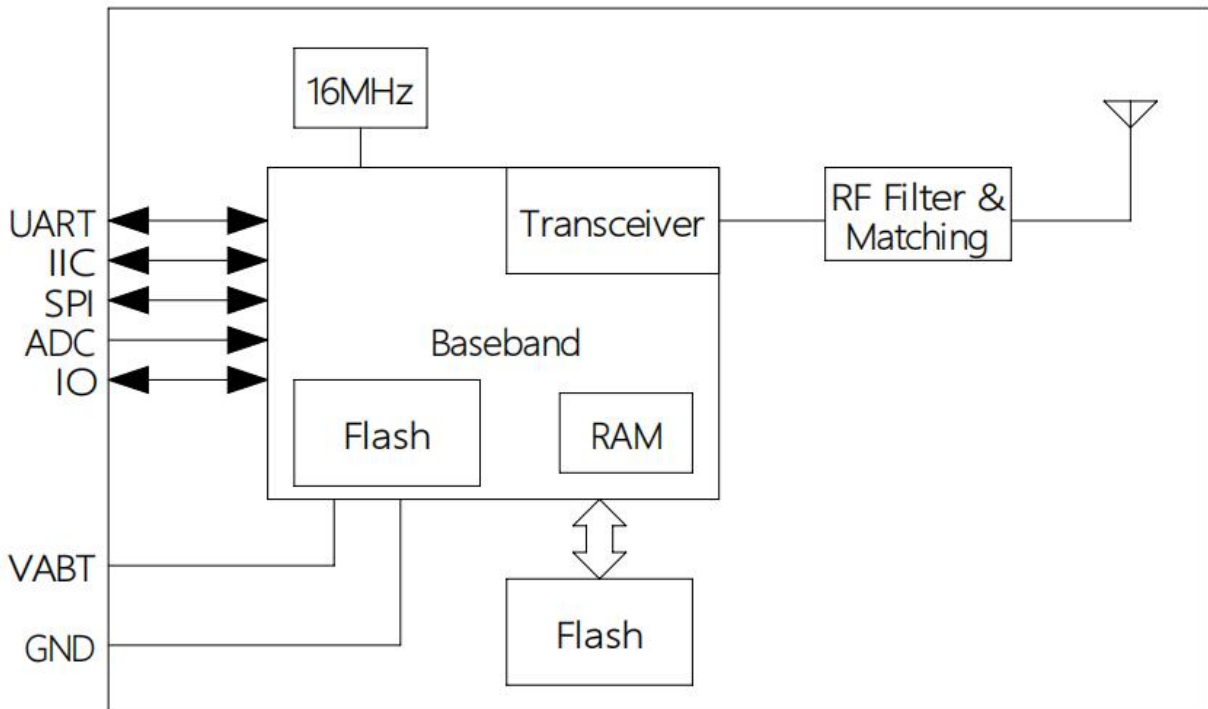 16MHz
UART
IIC
SPI
ADC
IO
Transceiver
RF Filter &
Matching
Baseband
Flash
RAM
VABT
GND
Flash